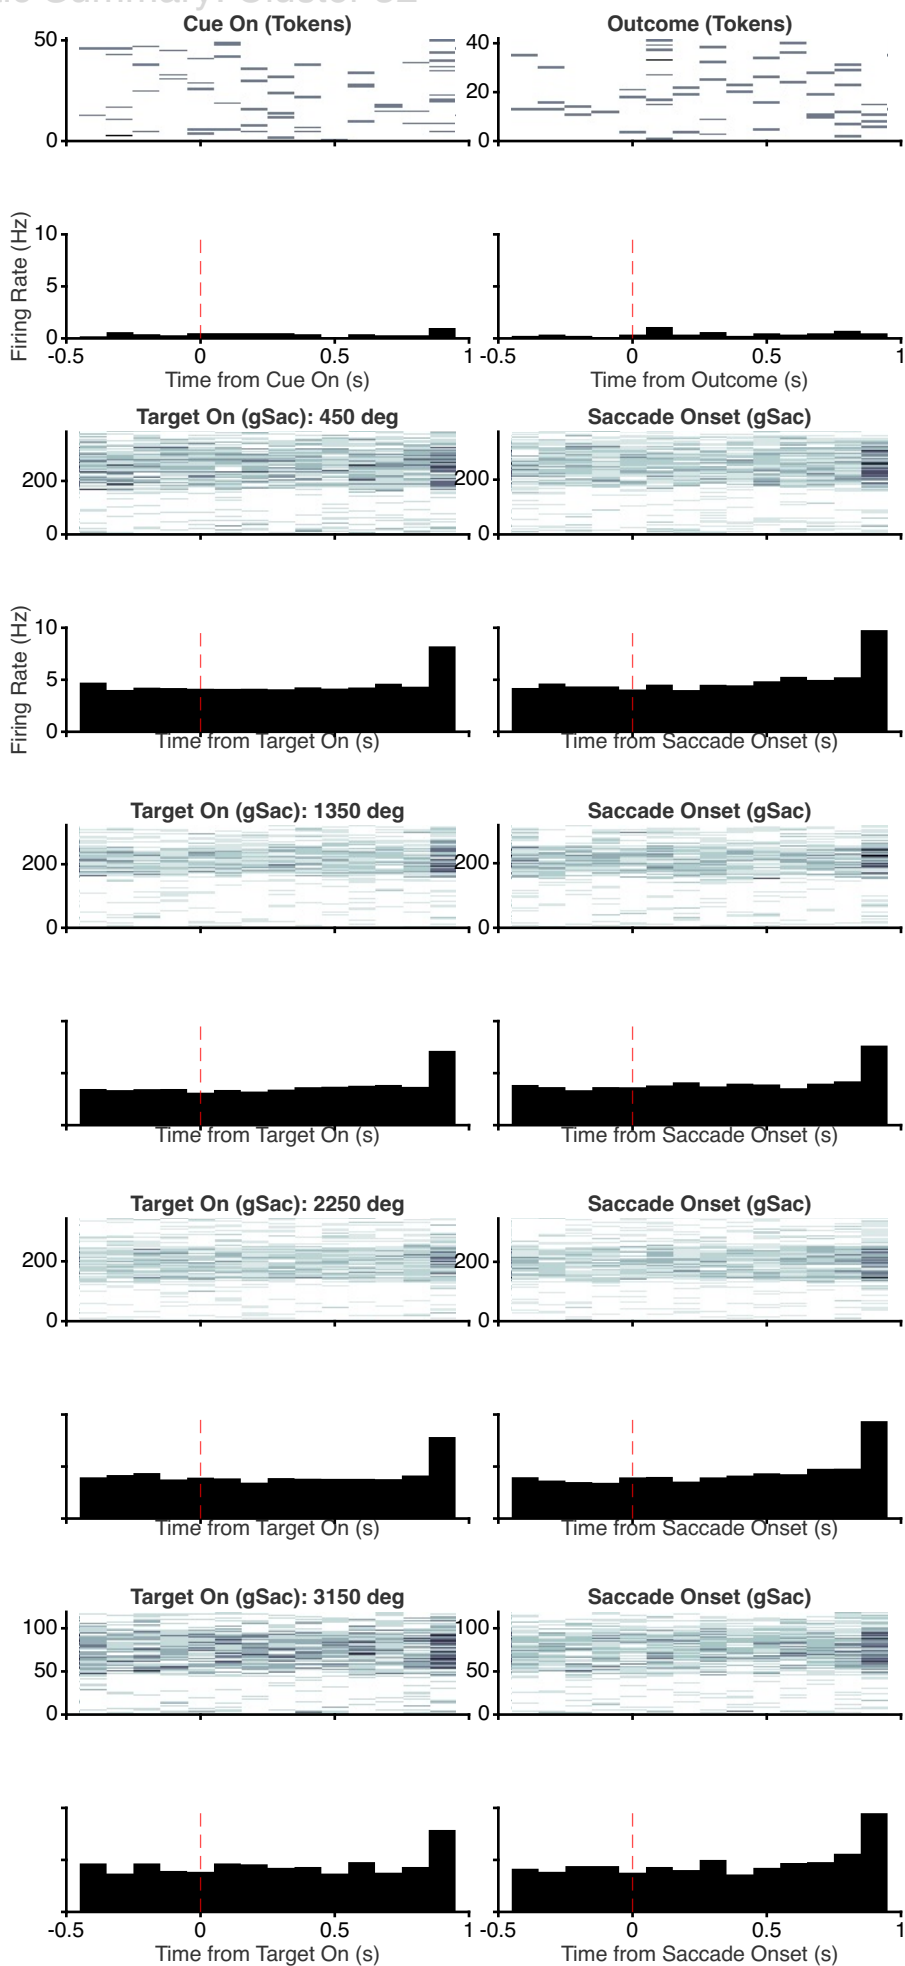 Summary: Cluster
Cue On (Tokens) Outcome (Tokens)
50 40
20
0 0
Firing Rate (Hz)
10
5
0
-0.5 0 0.5 1 -0.5 0 0.5 1
Time from Cue On (s) Time from Outcome (s)
Target On (gSac): 450 deg Saccade Onset (gSac)
200 200
0 0
Firing Rate (Hz)
10
5
0
Time from Target On (s) Time from Saccade Onset (s)
Target On (gSac): 1350 deg Saccade Onset (gSac)
200 200
0 0
Time from Target On (s) Time from Saccade Onset (s)
Target On (gSac): 2250 deg Saccade Onset (gSac)
200 200
0 0
Time from Target On (s) Time from Saccade Onset (s)
Target On (gSac): 3150 deg Saccade Onset (gSac)
100 100
50 50
0 0
-0.5 0 0.5 1 -0.5 0 0.5 1
Time from Target On (s) Time from Saccade Onset (s)